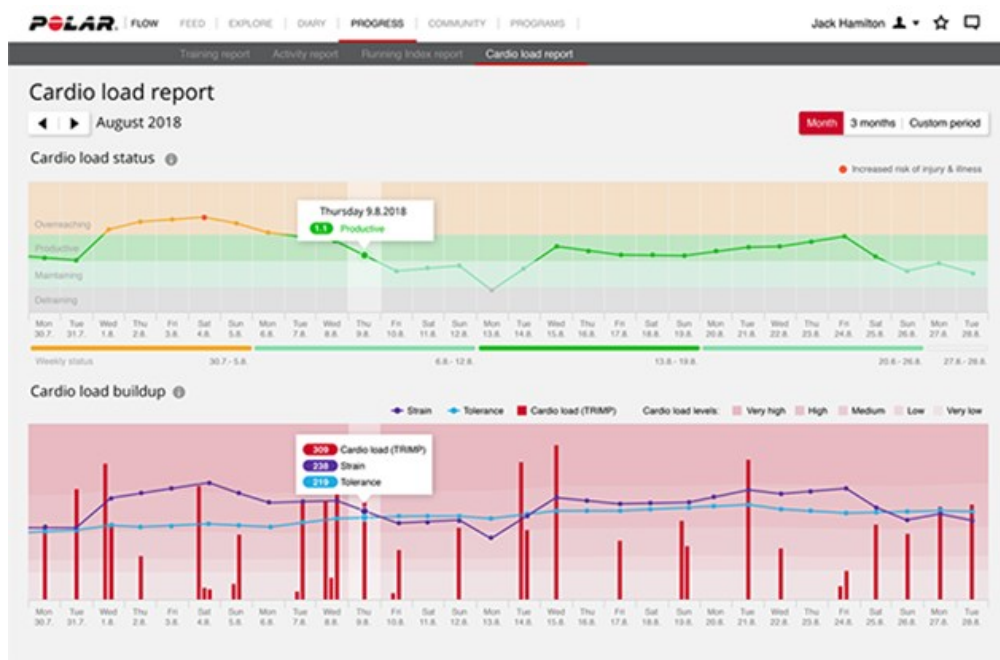 POLAR. FLOW FEED EXPLORE DIARY PROGRESS COMMUNITY PROGRAMS Jack Hamilton
Training report Activity report Running Index report Cardio load report
Cardio load report
August 2018 Month 3 months Custom period
Cardio load status
Increased risk of injury & illness
Thursday 9.8.2018
1.1 Productive
Overreaching
Productive
Maintaining
Detraining
Mon Tue Wed Thu Fri Sat Sun Mon Tue Wed Thu Fri Sat Sun Mon Tue Wed Thu Fri Sat Sun Mon Tue Wed Thu Fri Sat Sun Mon Tue
30.7. 31.7. 1.8. 2.8. 3.8. 4.8. 5.8. 6.8. 7.8. 8.8. 9.8. 10.8. 11.8. 12.8. 13.8. 14.8. 15.8. 16.8. 17.8. 18.8. 19.8. 20.8. 21.8. 22.8. 23.8. 24.8. 25.8. 26.8. 27.8. 28.8.
Weekly status 30.7.- 5.8. 6.8.- 12.8. 13.8.- 19.8. 20.8.- 26.8. 27.8.- 28.8.
Cardio load buildup
Strain Tolerance Cardio load (TRIMP) Cardio load levels: Very high High Medium Low Very low
309 Cardio load (TRIMP)
238 Strain
219 Tolerance
Mon Tue Wed Thu Fri Sat Sun Mon Tue Wed Thu Fri Sat Sun Mon Tue Wed Thu Fri Sat Sun Mon Tue Wed Thu Fri Sat Sun Mon Tue
30.7. 31.7. 1.8. 2.8. 3.8. 4.8. 5.8. 6.8. 7.8. 8.8. 9.8. 10.8. 11.8. 12.8. 13.8. 14.8. 15.8. 16.8. 17.8. 18.8. 19.8. 20.8. 21.8. 22.8. 23.8. 24.8. 25.8. 26.8. 27.8. 28.8.